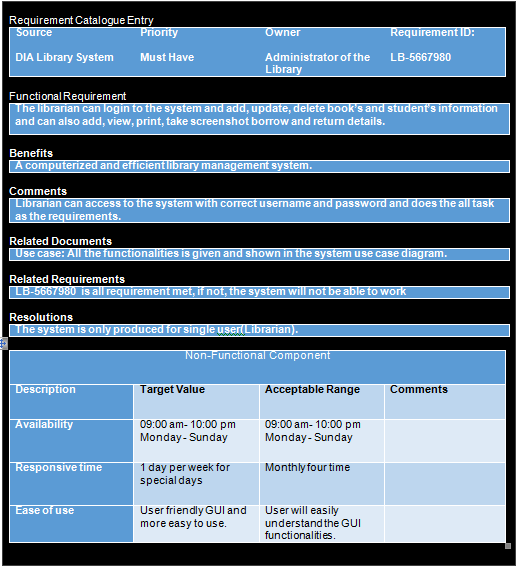 Requirement Catalogue Entry
Source Priority Owner Requirement ID:
DIA Library System Must Have Administrator of the Library LB-5667980
Functional Requirement
The librarian can login to the system and add, update, delete book's and student's information
and can also add, view, print, take screenshot borrow and return details.
Benefits
A computerized and efficient library management system.
Comments
Librarian can access to the system with correct username and password and does the all task
as the requirements.
Related Documents
Use case: All the functionalities is given and shown in the system use case diagram.
Related Requirements
LB-5667980 is all requirement met, if not, the system will not be able to work
Resolutions
The system is only produced for single user(Librarian).
Non-Functional Component
Description Target Value Acceptable Range Comments
Availability 09:00 am- 10:00 pm 09:00 am- 10:00 pm
Monday - Sunday Monday - Sunday
Responsive time 1 day per week for Monthly four time
special days
Ease of use User friendly GUI and User will easily
more easy to use. understand the GUI
functionalities.